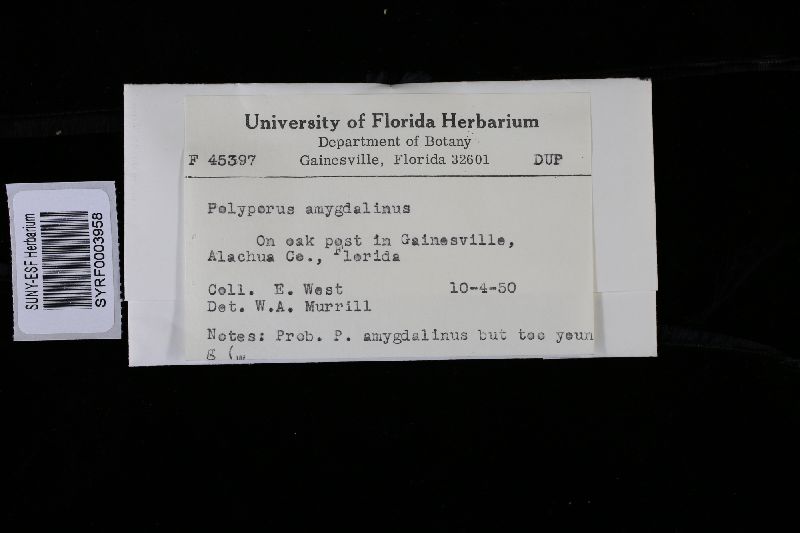 University of Florida Herbarium
Department of Botany
F 45397 Gainesville, Florida 32601 DUP
Polyporus amygdalinus
On oak post in Gainesville,
Alachua Co., Florida
Coll. E. West 10-4-50
Det. W.A. Murrill
Notes: Prob. P. amygdalinus but too youn
g (
SUNY-ESF Herbarium
SYRF0003958